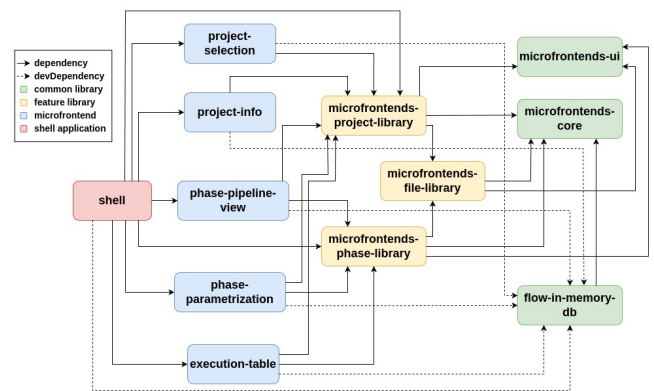 dependency
devDependency
common library
feature library
microfrontend
shell application
project-
selection
project-info
shell
phase-pipeline-
view
phase-
parametrization
execution-table
microfrontends-
project-library
microfrontends-
file-library
microfrontends-
phase-library
microfrontends-ui
microfrontends-
core
flow-in-memory-
db